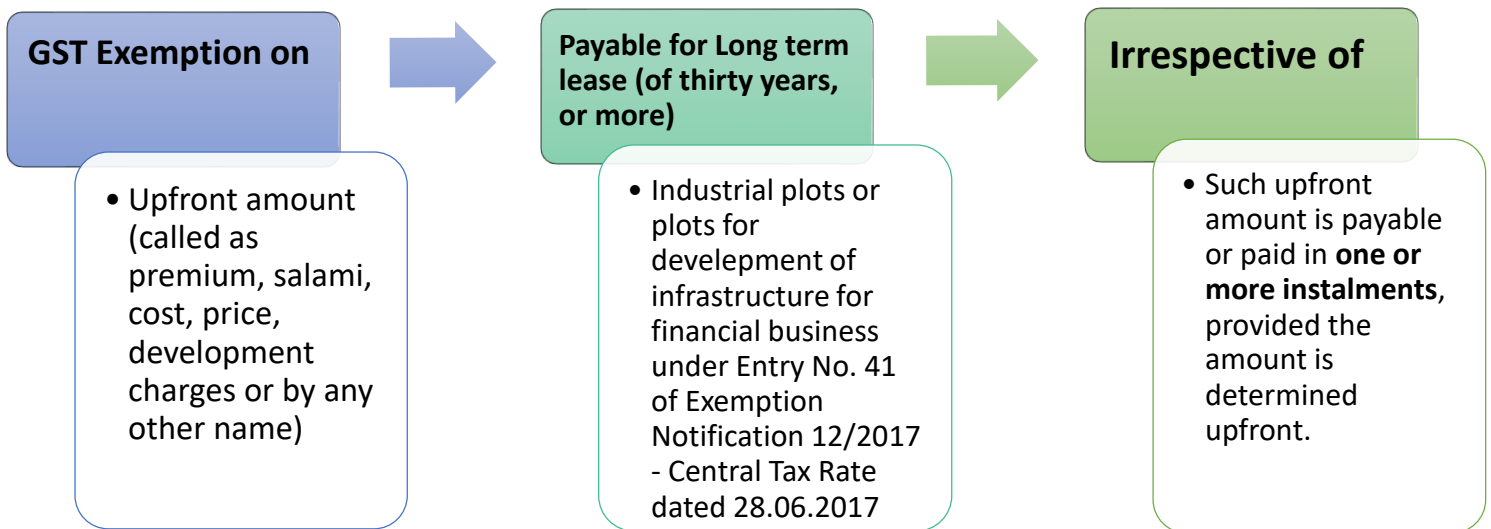 GST Exemption on
• Upfront amount
(called as
premium, salami,
cost, price,
development
charges or by any
other name)
Payable for Long term
lease (of thirty years,
or more)
• Industrial plots or
plots for
develepment of
infrastructure for
financial business
under Entry No. 41
of Exemption
Notification 12/2017
- Central Tax Rate
dated 28.06.2017
Irrespective of
• Such upfront
amount is payable
or paid in one or
more instalments,
provided the
amount is
determined
upfront.